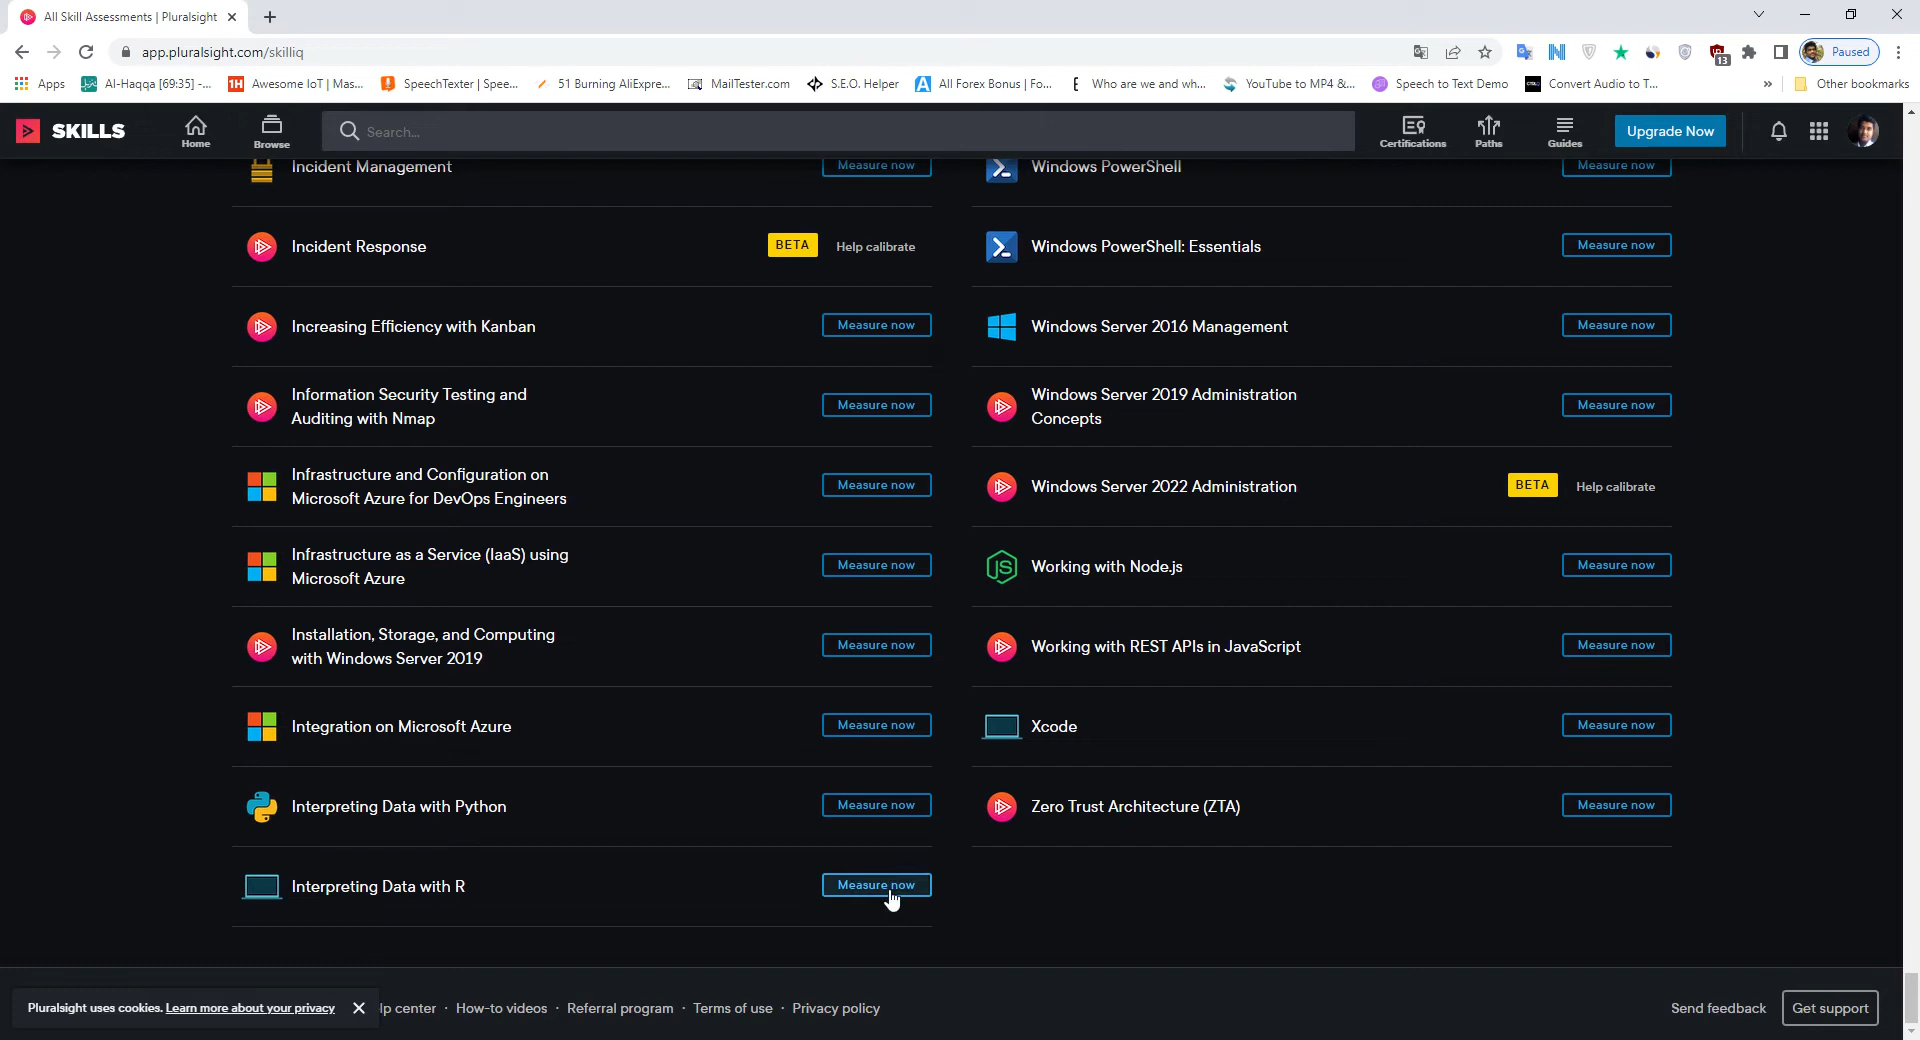 All Skill Assessments | Pluralsight
app.pluralsight.com/skilliq
13
Paused
Apps
Al-Haqqa [69:35] -...
1H
Awesome IoT | Mas...
SpeechTexter | Spee...
51 Burning AliExpre...
MailTester.com
S.E.O. Helper
All Forex Bonus | Fo...
Who are we and wh...
YouTube to MP4 &...
Speech to Text Demo
Convert Audio to T...
»
Other bookmarks
SKILLS
Home
Browse
Search...
Certifications
Paths
Guides
Upgrade Now
Incident Management
Measure now
Windows PowerShell
Measure now
Incident Response
BETA
Help calibrate
Windows PowerShell: Essentials
Measure now
Increasing Efficiency with Kanban
Measure now
Windows Server 2016 Management
Measure now
Information Security Testing and
Auditing with Nmap
Measure now
Windows Server 2019 Administration
Concepts
Measure now
Infrastructure and Configuration on
Microsoft Azure for DevOps Engineers
Measure now
Windows Server 2022 Administration
BETA
Help calibrate
Infrastructure as a Service (IaaS) using
Microsoft Azure
Measure now
Working with Node.js
Measure now
Installation, Storage, and Computing
with Windows Server 2019
Measure now
Working with REST APIs in JavaScript
Measure now
Integration on Microsoft Azure
Measure now
Xcode
Measure now
Interpreting Data with Python
Measure now
Zero Trust Architecture (ZTA)
Measure now
Interpreting Data with R
Measure now
Pluralsight uses cookies. Learn more about your privacy
lp center · How-to videos · Referral program · Terms of use · Privacy policy
Send feedback
Get support